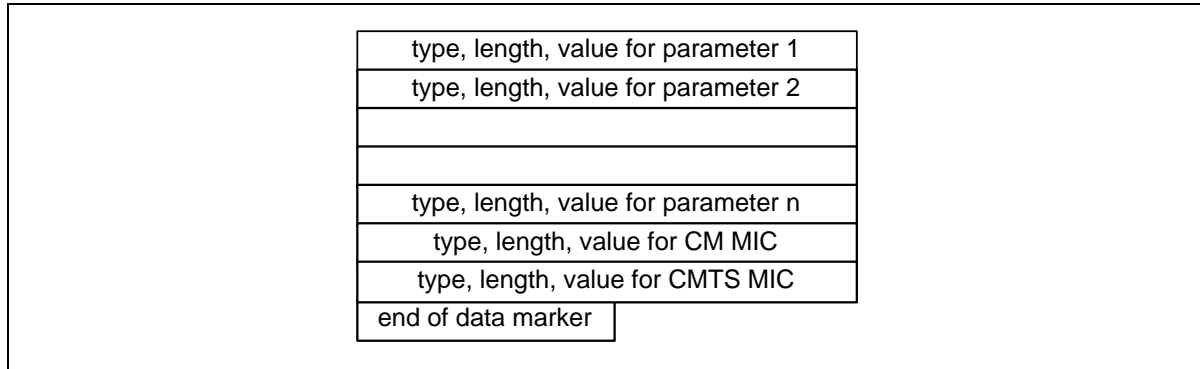 type, length, value for parameter 1
type, length, value for parameter 2
type, length, value for parameter n
type, length, value for CM MIC
type, length, value for CMTS MIC
end of data marker